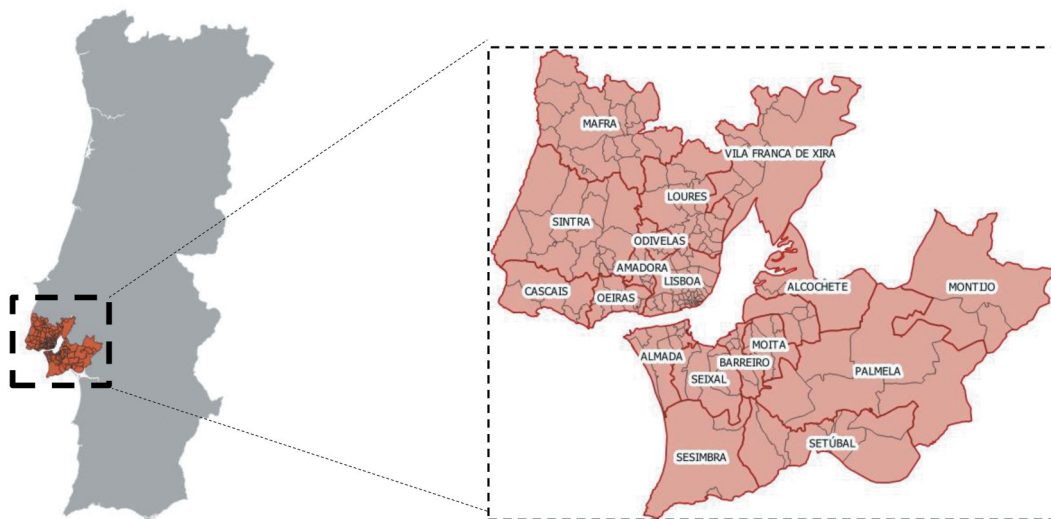 MAFRA
VILA FRANCA DE XIRA
LOURES
SINTRA
ODIVELAS
AMADORA
LISBOA
CASCAIS
OEIRAS
ALCOCHETE
MONTIJO
MOITA
ALMADA
BARREIRO
SEIXAL
PALMELA
SETÚBAL
SESIMBRA